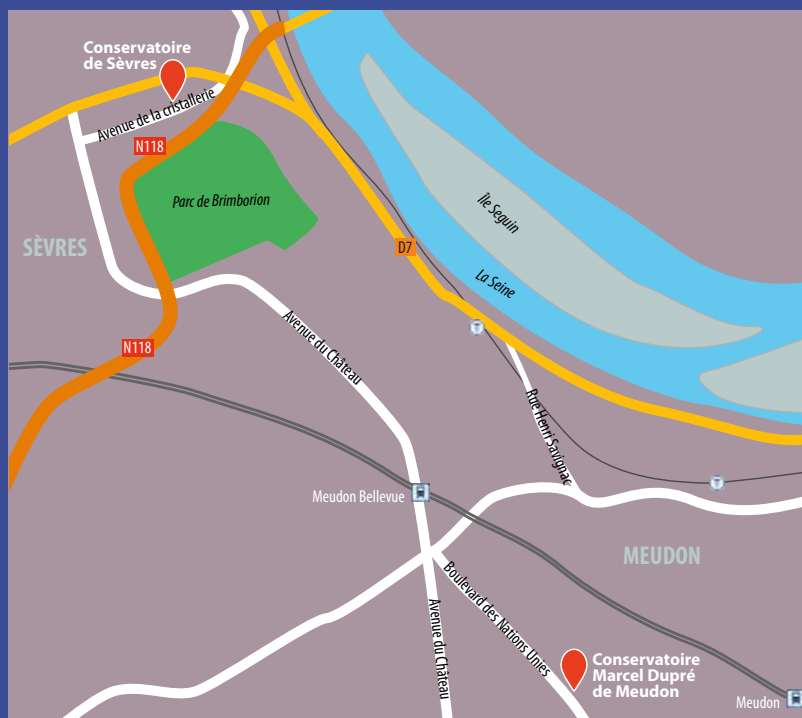 Conservatoire
de Sèvres
Avenue de la cristallerie
N118
Parc de Brimborion
Île Seguin
SÈVRES
D7
La Seine
Avenue du Château
N118
Rue Henri Savignac
Meudon Bellevue
MEUDON
Boulevard des Nations Unies
Avenue du Château
Conservatoire
Marcel Dupré
de Meudon
Meudon